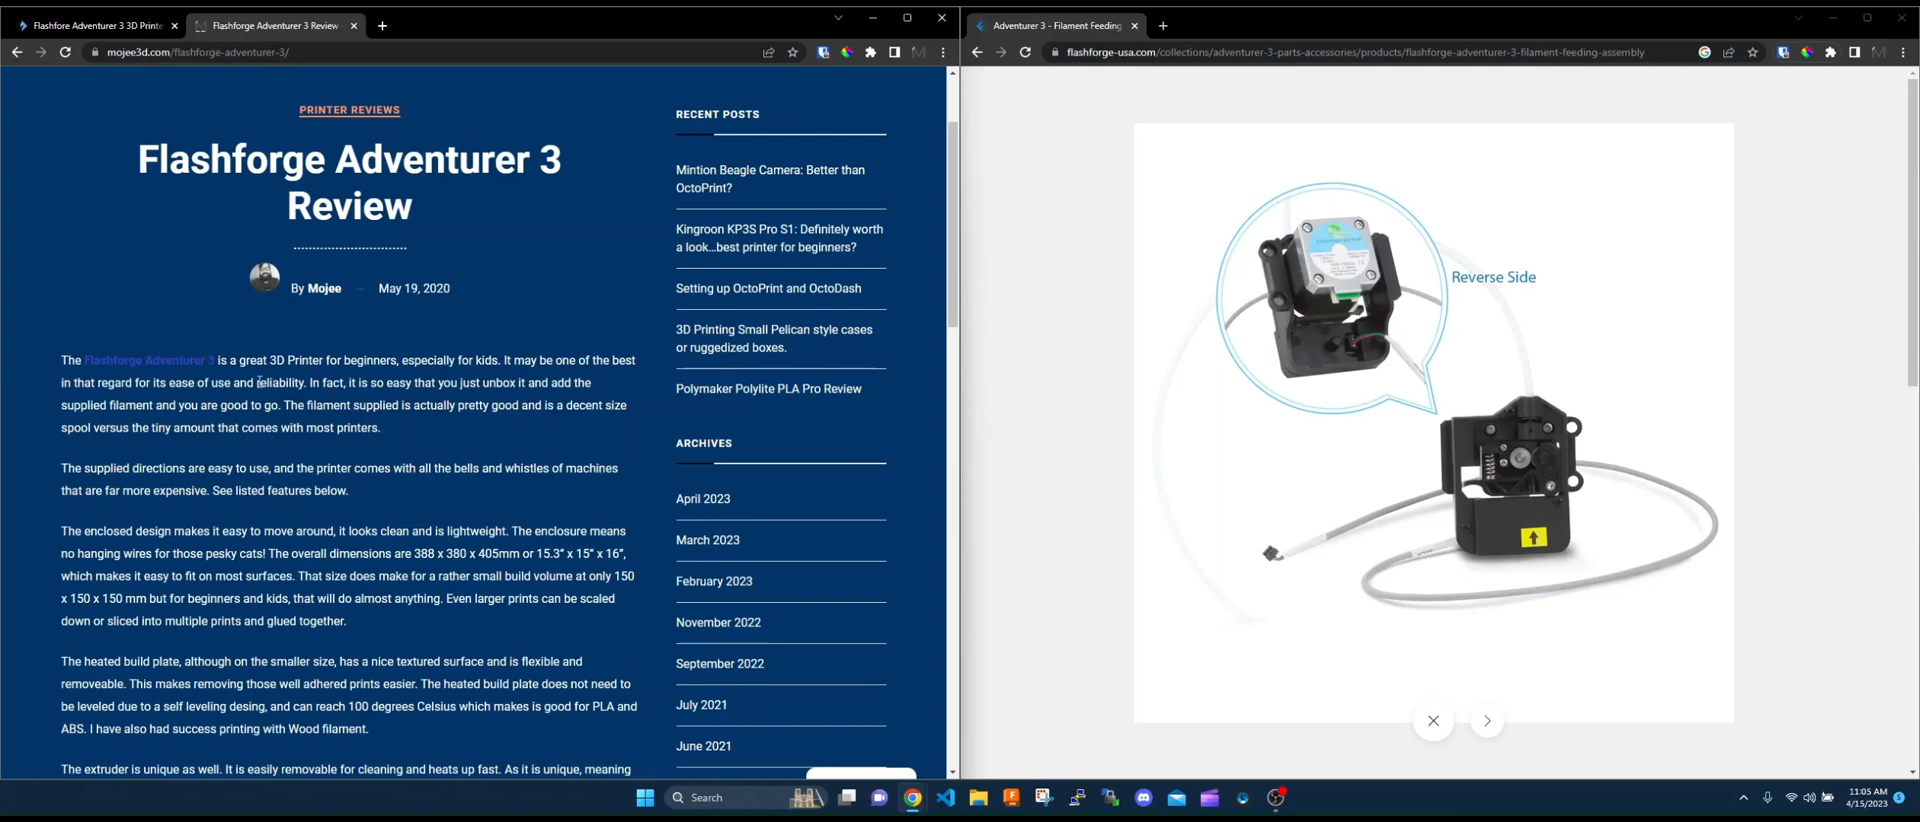 Flashfore Adventurer 3 3D Printe
Flashforge Adventurer 3 Review
mojee3d.com/flashforge-adventurer-3/
PRINTER REVIEWS
Flashforge Adventurer 3
Review
By Mojee – May 19, 2020
The Flashforge Adventurer 3 is a great 3D Printer for beginners, especially for kids. It may be one of the best
in that regard for its ease of use and reliability. In fact, it is so easy that you just unbox it and add the
supplied filament and you are good to go. The filament supplied is actually pretty good and is a decent size
spool versus the tiny amount that comes with most printers.
The supplied directions are easy to use, and the printer comes with all the bells and whistles of machines
that are far more expensive. See listed features below.
The enclosed design makes it easy to move around, it looks clean and is lightweight. The enclosure means
no hanging wires for those pesky cats! The overall dimensions are 388 x 380 x 405mm or 15.3” x 15” x 16”,
which makes it easy to fit on most surfaces. That size does make for a rather small build volume at only 150
x 150 x 150 mm but for beginners and kids, that will do almost anything. Even larger prints can be scaled
down or sliced into multiple prints and glued together.
The heated build plate, although on the smaller size, has a nice textured surface and is flexible and
removeable. This makes removing those well adhered prints easier. The heated build plate does not need to
be leveled due to a self leveling desing, and can reach 100 degrees Celsius which makes is good for PLA and
ABS. I have also had success printing with Wood filament.
The extruder is unique as well. It is easily removable for cleaning and heats up fast. As it is unique, meaning
RECENT POSTS
Mintion Beagle Camera: Better than
OctoPrint?
Kingroon KP3S Pro S1: Definitely worth
a look...best printer for beginners?
Setting up OctoPrint and OctoDash
3D Printing Small Pelican style cases
or ruggedized boxes.
Polymaker Polylite PLA Pro Review
ARCHIVES
April 2023
March 2023
February 2023
November 2022
September 2022
July 2021
June 2021
Adventurer 3 - Filament Feeding
flashforge-usa.com/collections/adventurer-3-parts-accessories/products/flashforge-adventurer-3-filament-feeding-assembly
Reverse Side
Search
11:05 AM
4/15/2023